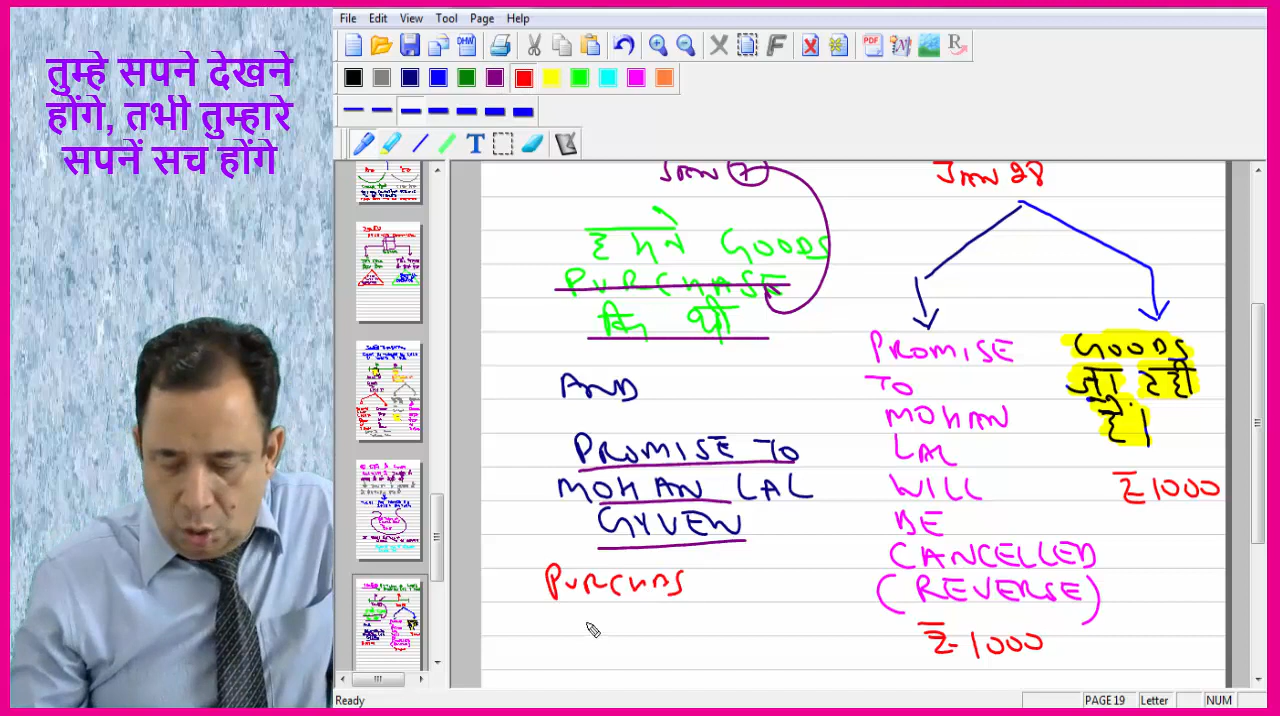 तुम्हे सपने देखने
होंगे, तभी तुम्हारे
सपनें सच होंगे
File Edit View Tool Page Help
JAN 7
हमने GOODS
PURCHASE
की थी
AND
PROMISE TO
MOHAN LAL
GIVEN
PURCHAS
JAN 28
PROMISE
TO
MOHAN
LAL
WILL
BE
CANCELLED
(REVERSE)
₹1000
GOODS
जा रही
है।
₹1000
Ready
PAGE 19 Letter NUM